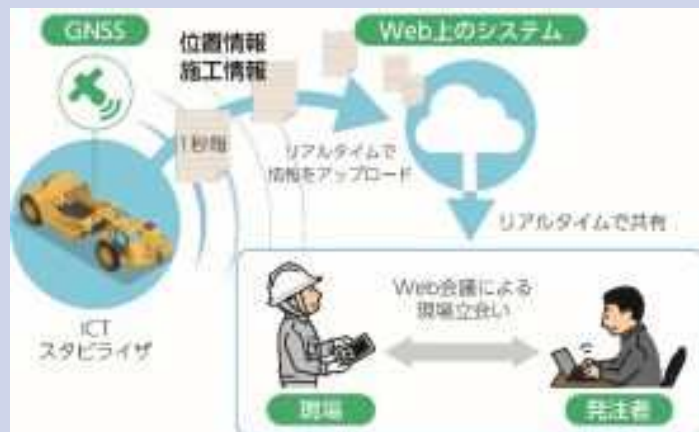 GNSS
位置情報
施工情報
Web上のシステム
1秒毎
リアルタイムで
情報をアップロード
リアルタイムで共有
ICT
スタビライザ
Web会議による
現場立会い
現場
発注者